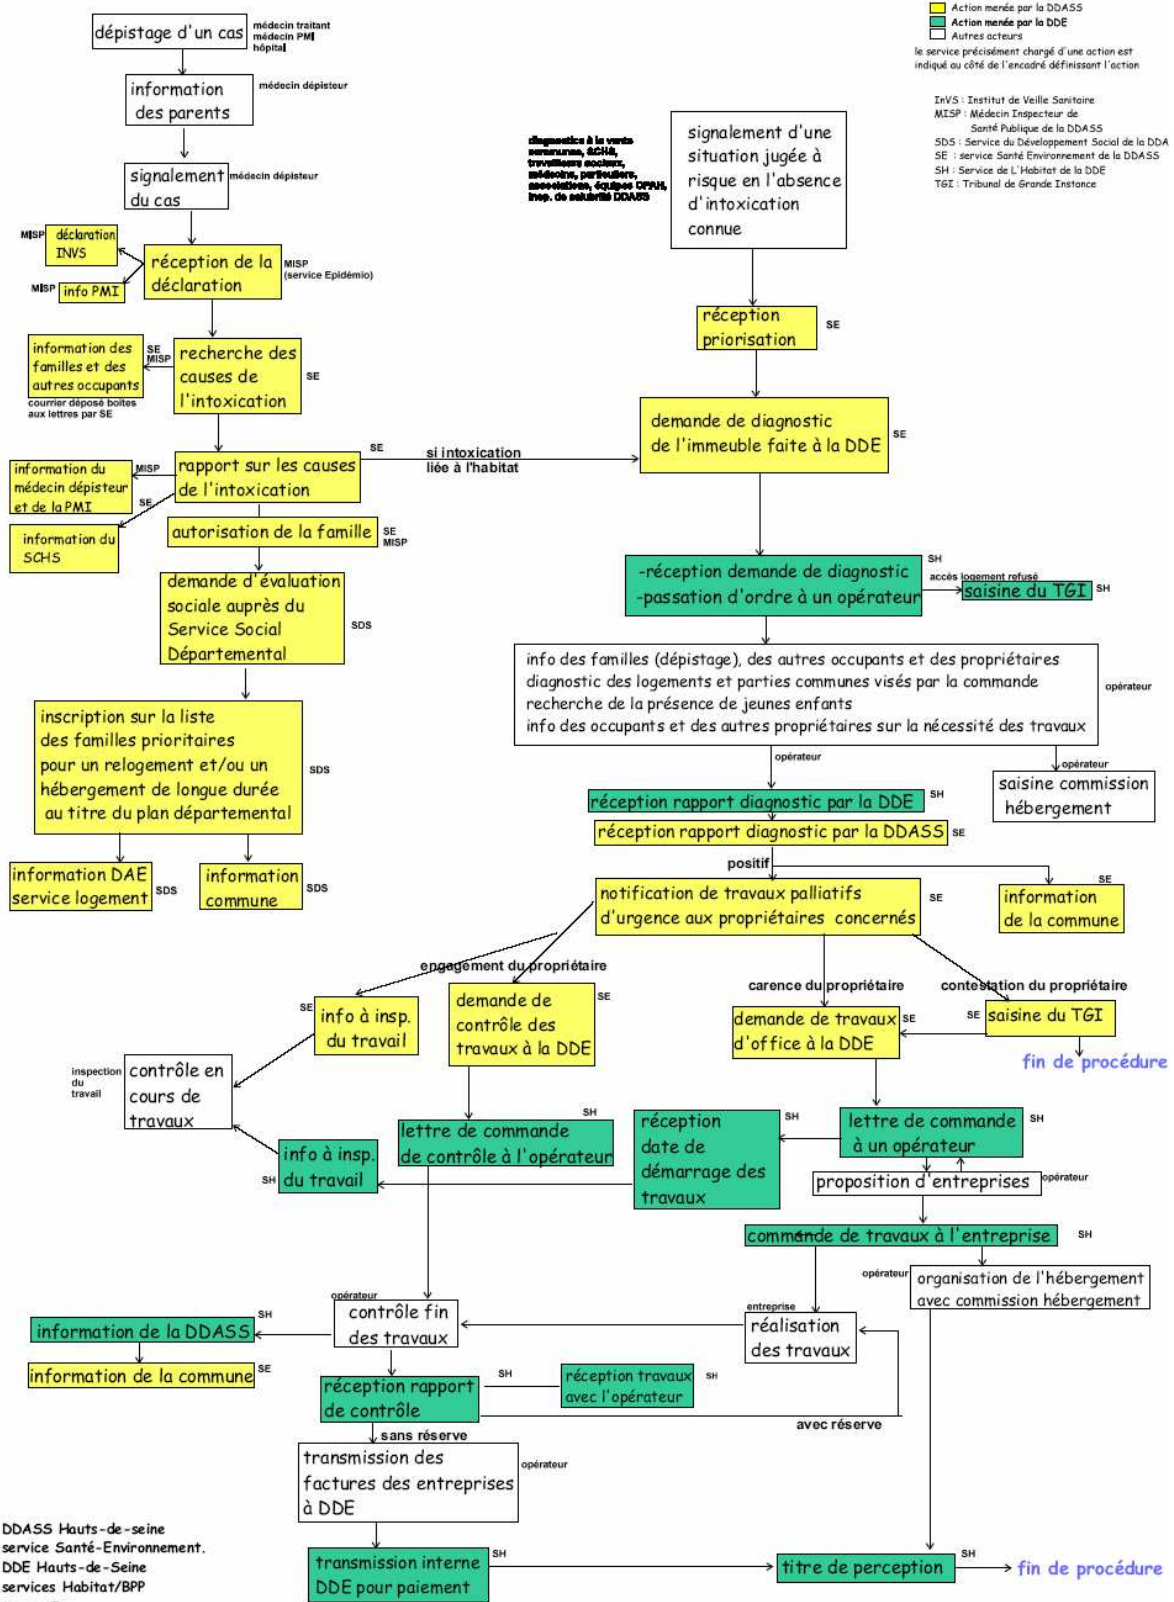 Action menée par la DDASS
Action menée par la DDE
Autres acteurs
le service précisément chargé d'une action est
indiqué au côté de l'encadré définissant l'action
InVS : Institut de Veille Sanitaire
MISP : Médecin Inspecteur de
Santé Publique de la DDASS
SDS : Service du Développement Social de la DDA
SE : service Santé Environnement de la DDASS
SH : Service de L'Habitat de la DDE
TGI : Tribunal de Grande Instance
dépistage d'un cas
médecin traitant
médecin PMI
hôpital
information
des parents
médecin dépisteur
signalement
du cas
médecin dépisteur
MISP
déclaration
INVS
MISP
info PMI
réception de la
déclaration
MISP
(service Epidémio)
information des
familles et des
autres occupants
SE
MISP
courrier déposé boîtes
aux lettres par SE
recherche des
causes de
l'intoxication
SE
rapport sur les causes
de l'intoxication
SE
si intoxication
liée à l'habitat
information du
médecin dépisteur
et de la PMI
MISP
SE
information du
SCHS
autorisation de la famille
SE
MISP
demande d'évaluation
sociale auprès du
Service Social
Départemental
SDS
inscription sur la liste
des familles prioritaires
pour un relogement et/ou un
hébergement de longue durée
au titre du plan départemental
SDS
information DAE
service logement
SDS
information
commune
SDS
diagnostics à la vente
communes, SCHS,
travailleurs sociaux,
médecins, particuliers,
associations, équipes OPAH,
insp. de salubrité DDASS
signalement d'une
situation jugée à
risque en l'absence
d'intoxication
connue
réception
priorisation
SE
demande de diagnostic
de l'immeuble faite à la DDE
SE
-réception demande de diagnostic
-passation d'ordre à un opérateur
SH
accès logement refusé
saisine du TGI
SH
info des familles (dépistage), des autres occupants et des propriétaires
diagnostic des logements et parties communes visés par la commande
recherche de la présence de jeunes enfants
info des occupants et des autres propriétaires sur la nécessité des travaux
opérateur
opérateur
opérateur
saisine commission
hébergement
réception rapport diagnostic par la DDE
SH
réception rapport diagnostic par la DDASS
SE
positif
notification de travaux palliatifs
d'urgence aux propriétaires concernés
SE
SE
information
de la commune
engagement du propriétaire
carence du propriétaire
contestation du propriétaire
SE
info à insp.
du travail
demande de
contrôle des
travaux à la DDE
SE
demande de travaux
d'office à la DDE
SE
SE
saisine du TGI
fin de procédure
inspection
du
travail
contrôle en
cours de
travaux
SH
info à insp.
du travail
lettre de commande
de contrôle à l'opérateur
SH
réception
date de
démarrage des
travaux
SH
lettre de commande
à un opérateur
SH
proposition d'entreprises
opérateur
commande de travaux à l'entreprise
SH
opérateur
organisation de l'hébergement
avec commission hébergement
entreprise
réalisation
des travaux
opérateur
contrôle fin
des travaux
SH
information de la DDASS
information de la commune
SE
réception rapport
de contrôle
SH
réception travaux
avec l'opérateur
SH
avec réserve
sans réserve
transmission des
factures des entreprises
à DDE
opérateur
transmission interne
DDE pour paiement
SH
titre de perception
SH
fin de procédure
DDASS Hauts-de-seine
service Santé-Environnement.
DDE Hauts-de-Seine
services Habitat/BPP